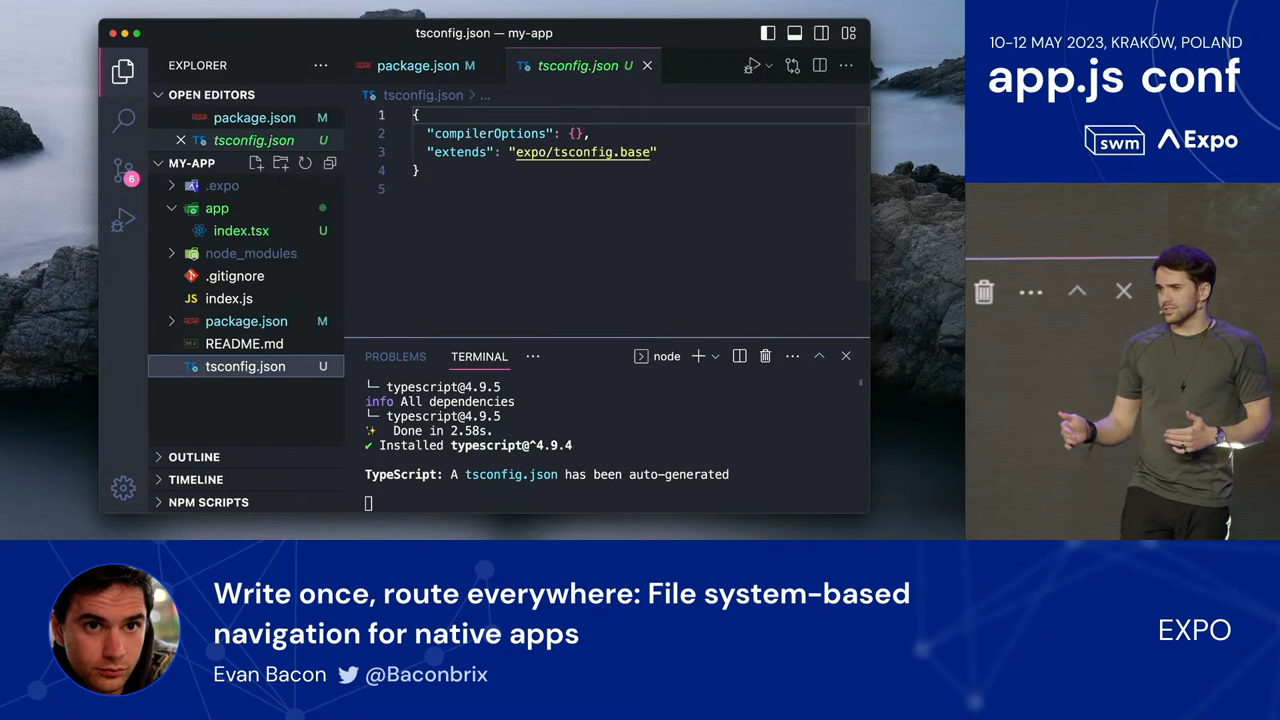 tsconfig.json — my-app
EXPLORER
package.json M
tsconfig.json U
OPEN EDITORS
package.json M
tsconfig.json U
MY-APP
.expo
app
index.tsx U
node_modules
.gitignore
JS index.js
package.json M
README.md
TS tsconfig.json U
OUTLINE
TIMELINE
NPM SCRIPTS
6
TS tsconfig.json > ...
1 {
2 "compilerOptions": {},
3 "extends": "expo/tsconfig.base"
4 }
5
PROBLEMS TERMINAL ··· node
└─ typescript@4.9.5
info All dependencies
└─ typescript@4.9.5
✨ Done in 2.58s.
✔ Installed typescript@^4.9.4
TypeScript: A tsconfig.json has been auto-generated
10-12 MAY 2023, KRAKÓW, POLAND
app.js conf
swm Expo
Write once, route everywhere: File system-based
navigation for native apps
Evan Bacon @Baconbrix
EXPO